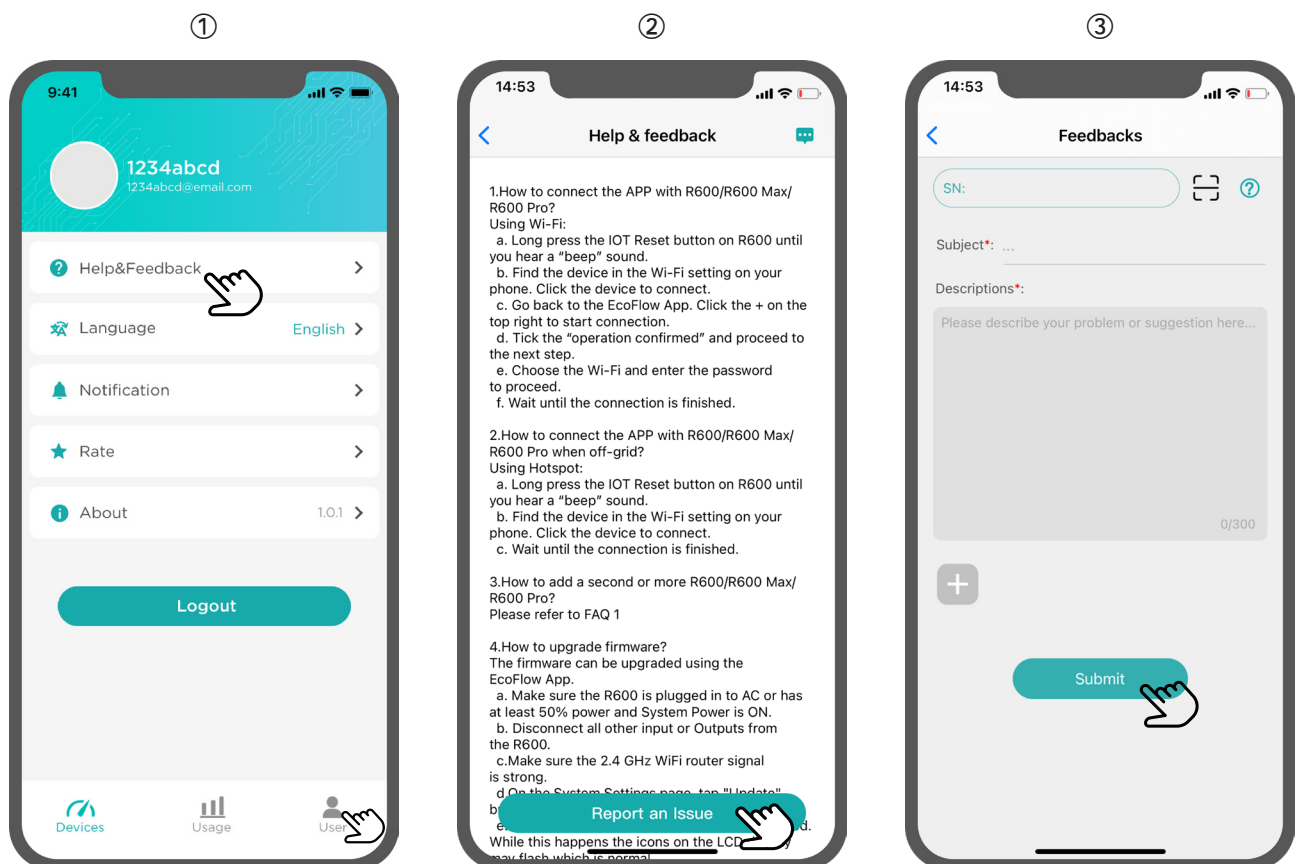 ①
9:41
1234abcd
1234abcd@email.com
Help&Feedback
Language English
Notification
Rate
About 1.0.1
Logout
Devices Usage User
②
14:53
Help & feedback
1.How to connect the APP with R600/R600 Max/
R600 Pro?
Using Wi-Fi:
a. Long press the IOT Reset button on R600 until
you hear a “beep” sound.
b. Find the device in the Wi-Fi setting on your
phone. Click the device to connect.
c. Go back to the EcoFlow App. Click the + on the
top right to start connection.
d. Tick the “operation confirmed” and proceed to
the next step.
e. Choose the Wi-Fi and enter the password
to proceed.
f. Wait until the connection is finished.
2.How to connect the APP with R600/R600 Max/
R600 Pro when off-grid?
Using Hotspot:
a. Long press the IOT Reset button on R600 until
you hear a “beep” sound.
b. Find the device in the Wi-Fi setting on your
phone. Click the device to connect.
c. Wait until the connection is finished.
3.How to add a second or more R600/R600 Max/
R600 Pro?
Please refer to FAQ 1
4.How to upgrade firmware?
The firmware can be upgraded using the
EcoFlow App.
a. Make sure the R600 is plugged in to AC or has
at least 50% power and System Power is ON.
b. Disconnect all other input or Outputs from
the R600.
c.Make sure the 2.4 GHz WiFi router signal
is strong.
d.On the System Settings page, tap "Update"
Report an Issue
While this happens the icons on the LCD
may flash which is normal
③
14:53
Feedbacks
SN:
Subject*: ...
Descriptions*:
Please describe your problem or suggestion here...
0/300
Submit